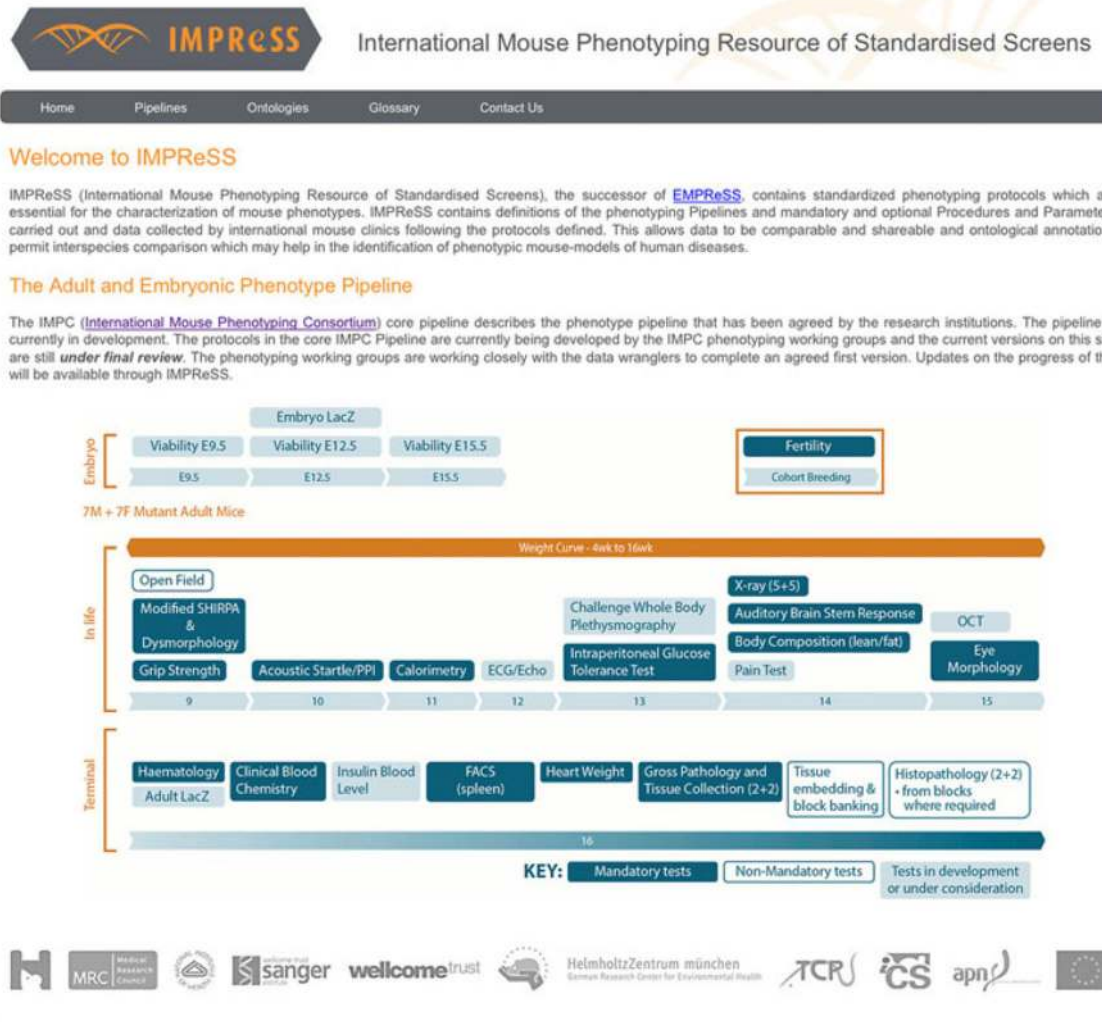 IMPReSS
International Mouse Phenotyping Resource of Standardised Screens
Home Pipelines Ontologies Glossary Contact Us
Welcome to IMPReSS
IMPReSS (International Mouse Phenotyping Resource of Standardised Screens), the successor of EMPReSS, contains standardized phenotyping protocols which a
essential for the characterization of mouse phenotypes. IMPReSS contains definitions of the phenotyping Pipelines and mandatory and optional Procedures and Paramete
carried out and data collected by international mouse clinics following the protocols defined. This allows data to be comparable and shareable and ontological annotation
permit interspecies comparison which may help in the identification of phenotypic mouse-models of human diseases.
The Adult and Embryonic Phenotype Pipeline
The IMPC (International Mouse Phenotyping Consortium) core pipeline describes the phenotype pipeline that has been agreed by the research institutions. The pipeline
currently in development. The protocols in the core IMPC Pipeline are currently being developed by the IMPC phenotyping working groups and the current versions on this s
are still under final review. The phenotyping working groups are working closely with the data wranglers to complete an agreed first version. Updates on the progress of th
will be available through IMPReSS.
Embryo
Embryo LacZ
Viability E9.5 Viability E12.5 Viability E15.5
E9.5 E12.5 E15.5
Fertility
Cohort Breeding
7M + 7F Mutant Adult Mice
Weight Curve - 4wk to 16wk
In life
Open Field
Modified SHIRPA
&
Dysmorphology
Grip Strength
Acoustic Startle/PPI
Calorimetry
ECG/Echo
Challenge Whole Body
Plethysmography
Intraperitoneal Glucose
Tolerance Test
X-ray (5+5)
Auditory Brain Stem Response
Body Composition (lean/fat)
Pain Test
OCT
Eye
Morphology
9 10 11 12 13 14 15
Terminal
Haematology
Adult LacZ
Clinical Blood
Chemistry
Insulin Blood
Level
FACS
(spleen)
Heart Weight
Gross Pathology and
Tissue Collection (2+2)
Tissue
embedding &
block banking
Histopathology (2+2)
• from blocks
where required
16
KEY: Mandatory tests Non-Mandatory tests
Tests in development
or under consideration
MRC
Medical
Research
Council
wellcome trust
sanger
institute
wellcometrust
HelmholtzZentrum münchen
German Research Center for Environmental Health
TCP
iCS
apn